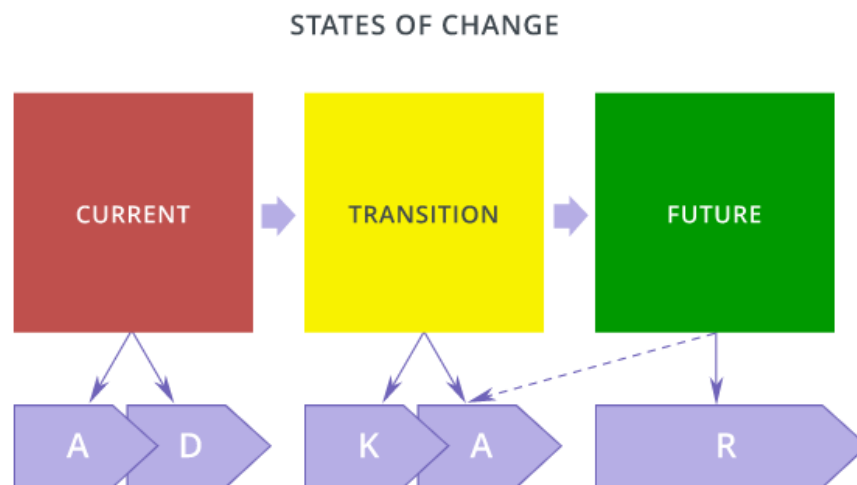 STATES OF CHANGE
CURRENT
TRANSITION
FUTURE
A
D
K
A
R